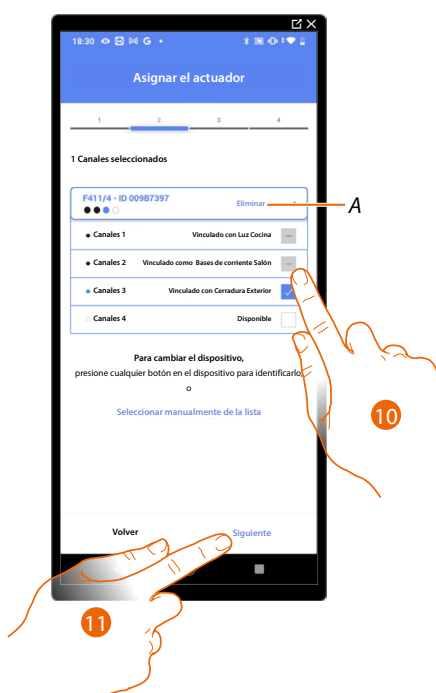 18:30 G •
Asignar el actuador
1 2 3 4
1 Canales seleccionados
F411/4 - ID 009B7397
Eliminar
A
Canales 1 Vinculado con Luz Cocina
Canales 2 Vinculado como Bases de corriente Salón
Canales 3 Vinculado con Cerradura Exterior
Canales 4 Disponible
Para cambiar el dispositivo,
presione cualquier botón en el dispositivo para identificarlo,
o
Seleccionar manualmente de la lista
10
Volver Siguiente
11